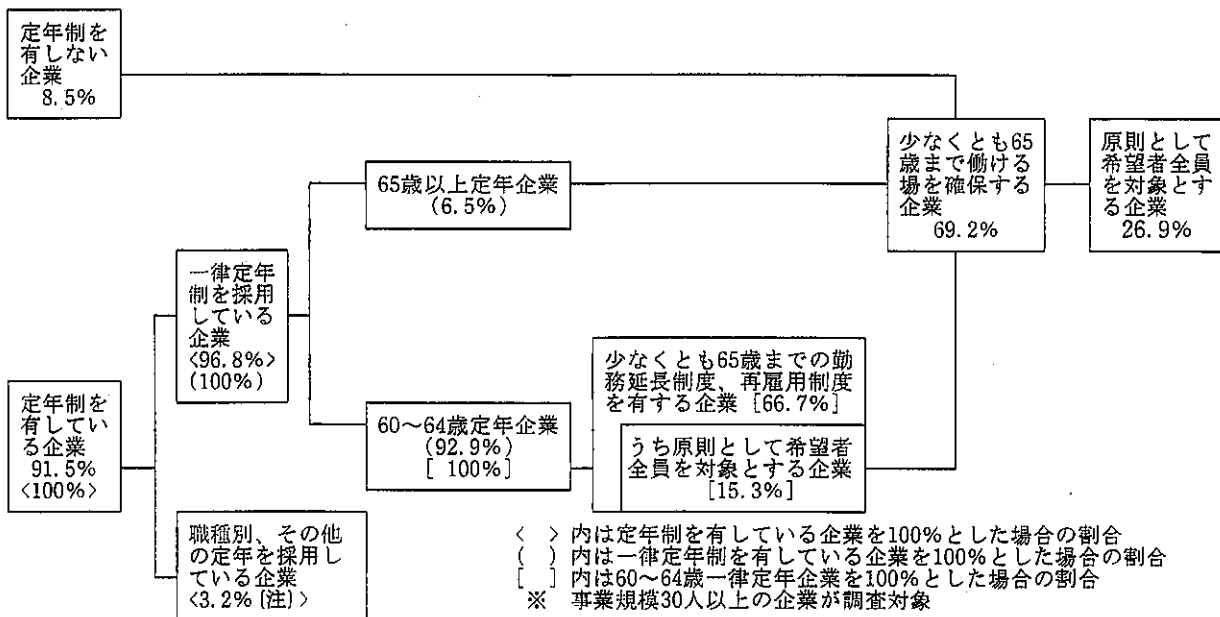 定年制を
有しない
企業
8.5%
65歳以上定年企業
(6.5%)
少なくとも65
歳まで働ける
場を確保する
企業
69.2%
原則として
希望者全員
を対象とす
る企業
26.9%
一律定年
制を採用
している
企業
<96.8%>
(100%)
定年制を
有してい
る企業
91.5%
<100%>
60～64歳定年企業
(92.9%)
[ 100%]
少なくとも65歳までの勤
務延長制度、再雇用制度
を有する企業 [66.7%]
うち原則として希望者
全員を対象とする企業
[15.3%]
職種別、その他
の定年を採用し
ている企業
<3.2%(注)>
< > 内は定年制を有している企業を100%とした場合の割合
( ) 内は一律定年制を有している企業を100%とした場合の割合
[ ] 内は60～64歳一律定年企業を100%とした場合の割合
※ 事業規模30人以上の企業が調査対象